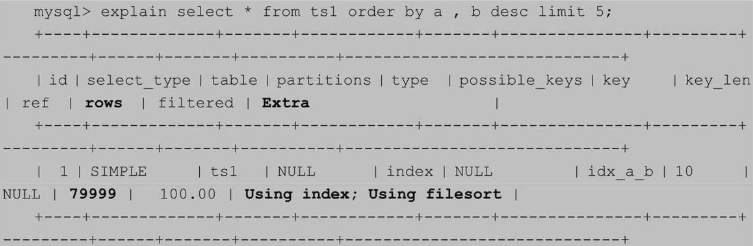 mysql> explain select * from ts1 order by a , b desc limit 5;
+----+-------------+-------+------------+-------+---------------+---------+
---------+------+-------+----------+-----------------------------+
| id | select_type | table | partitions | type | possible_keys | key | key_len
| ref | rows | filtered | Extra |
+----+-------------+-------+------------+-------+---------------+---------+
---------+------+-------+----------+-----------------------------+
| 1 | SIMPLE | ts1 | NULL | index | NULL | idx_a_b | 10 |
NULL | 79999 | 100.00 | Using index; Using filesort |
+----+-------------+-------+------------+-------+---------------+---------+
---------+------+-------+----------+-----------------------------+